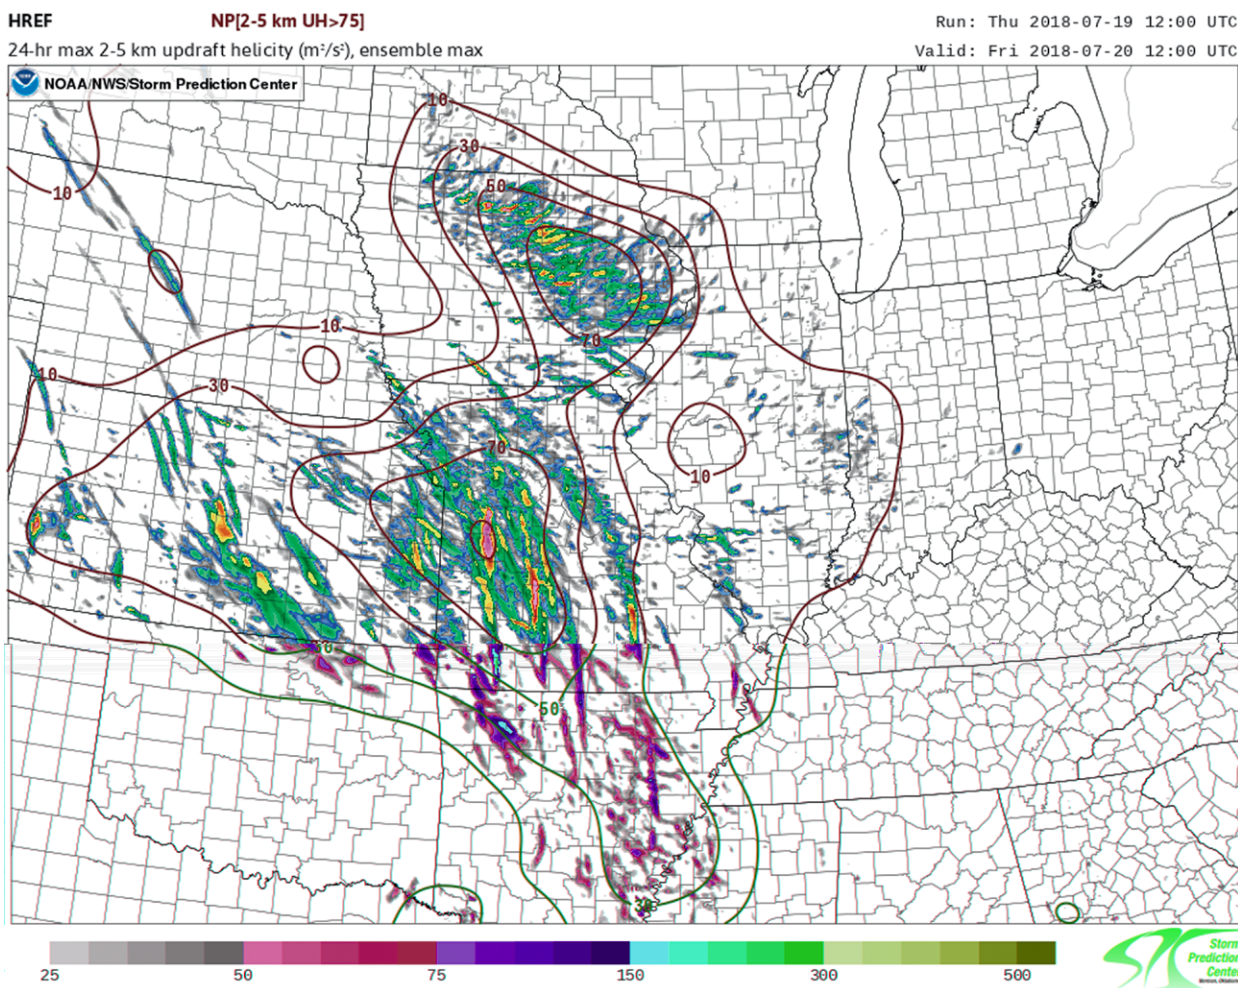 HREF
NP[2-5 km UH>75]
Run: Thu 2018-07-19 12:00 UTC
24-hr max 2-5 km updraft helicity (m²/s²), ensemble max
Valid: Fri 2018-07-20 12:00 UTC
NOAA/NWS/Storm Prediction Center
10
30
50
10
10
70
10
30
70
10
50
30
25 50 75 150 300 500
Storm
Prediction
Center